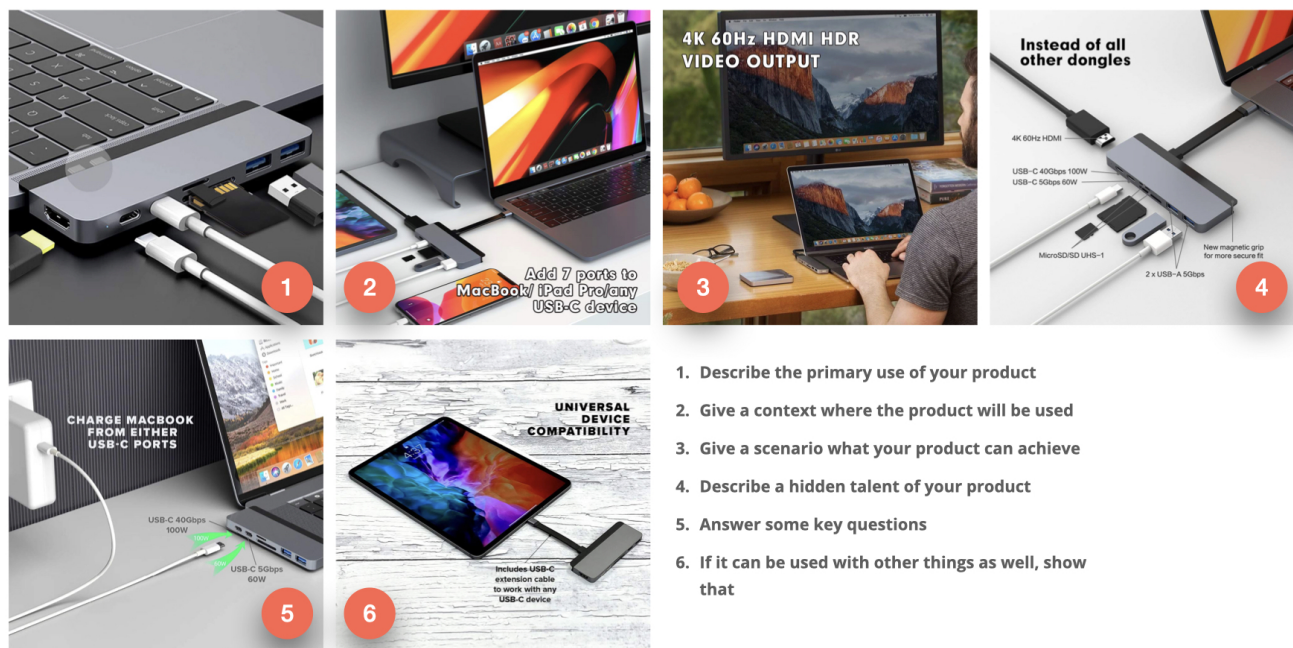 1
2
Add 7 ports to
MacBook/ iPad Pro/any
USB-C device
4K 60Hz HDMI HDR
VIDEO OUTPUT
3
Instead of all
other dongles
4K 60Hz HDMI
USB-C 40Gbps 100W
USB-C 5Gbps 60W
MicroSD/SD UHS-1
2 x USB-A 5Gbps
New magnetic grip
for more secure fit
4
CHARGE MACBOOK
FROM EITHER
USB-C PORTS
USB-C 40Gbps
100W
USB-C 5Gbps
60W
5
UNIVERSAL
DEVICE
COMPATIBILITY
Includes USB-C
extension cable
to work with any
USB-C device
6
1. Describe the primary use of your product
2. Give a context where the product will be used
3. Give a scenario what your product can achieve
4. Describe a hidden talent of your product
5. Answer some key questions
6. If it can be used with other things as well, show
that